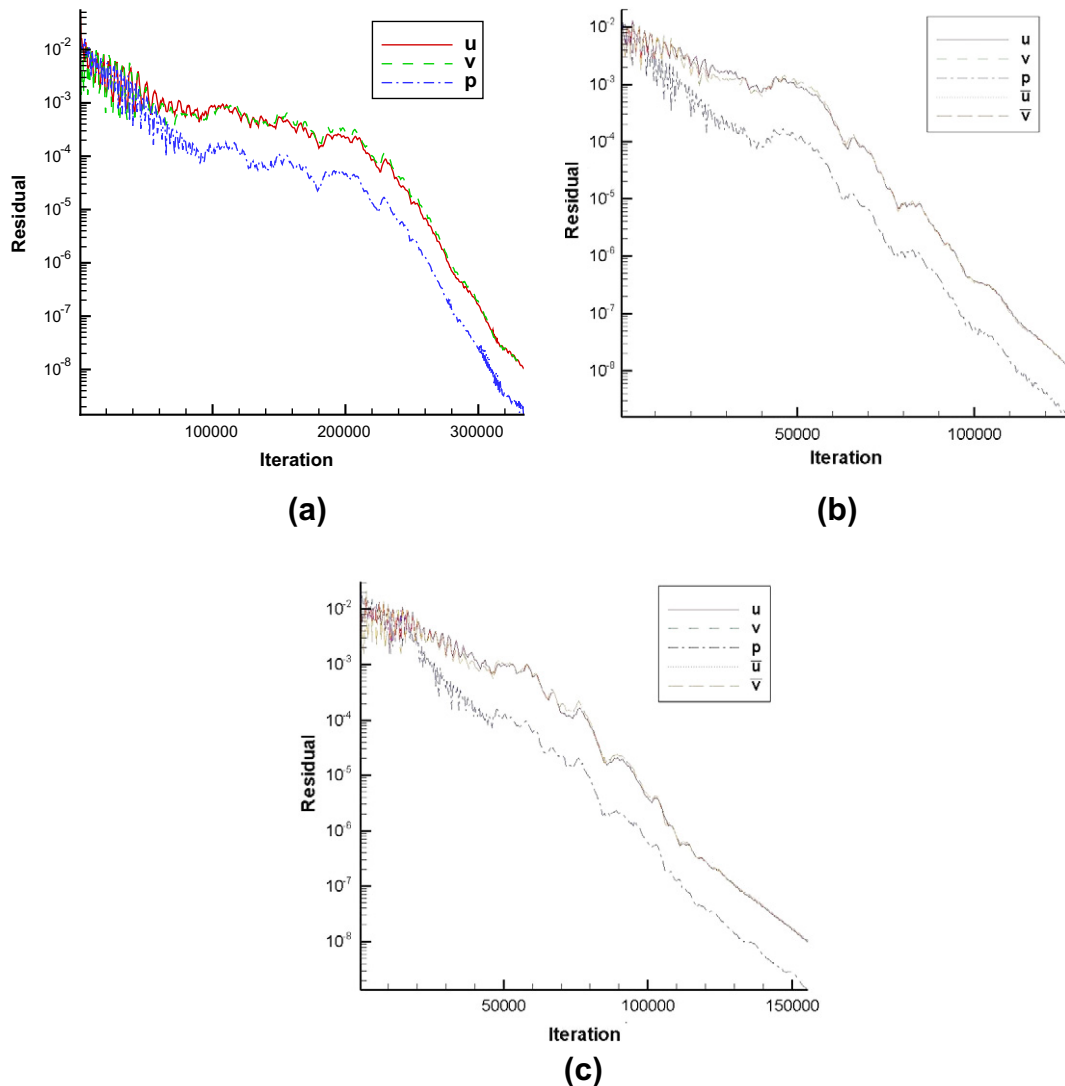 10-2
10-3
10-4
10-5
10-6
10-7
10-8
Residual
u
v
p
100000
200000
300000
Iteration
(a)
10-2
10-3
10-4
10-5
10-6
10-7
10-8
Residual
u
v
p
u̅
v̅
50000
100000
Iteration
(b)
10-2
10-3
10-4
10-5
10-6
10-7
10-8
Residual
u
v
p
u̅
v̅
50000
100000
150000
Iteration
(c)